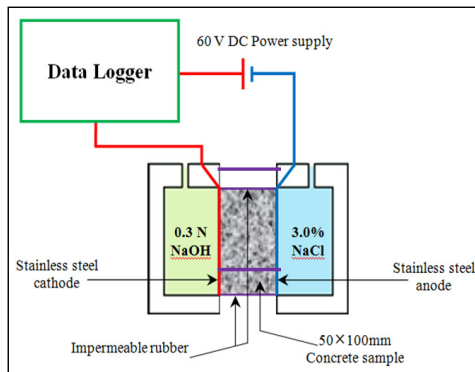 60 V DC Power supply
Data Logger
0.3 N
NaOH
3.0%
NaCl
Stainless steel
cathode
Stainless steel
anode
Impermeable rubber
50×100mm
Concrete sample